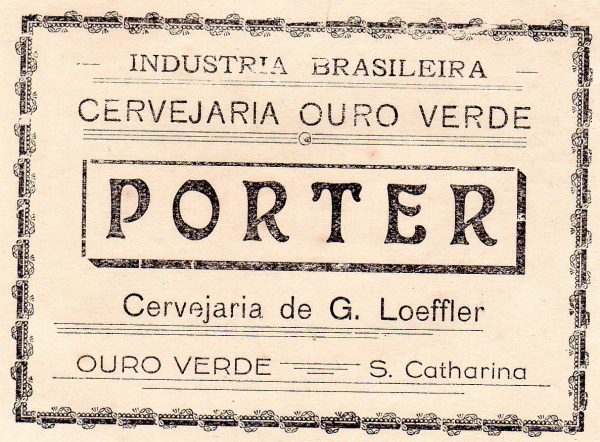 INDUSTRIA BRASILEIRA
CERVEJARIA OURO VERDE
PORTER
Cervejaria de G. Loeffler
OURO VERDE S. Catharina